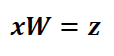 xW = z